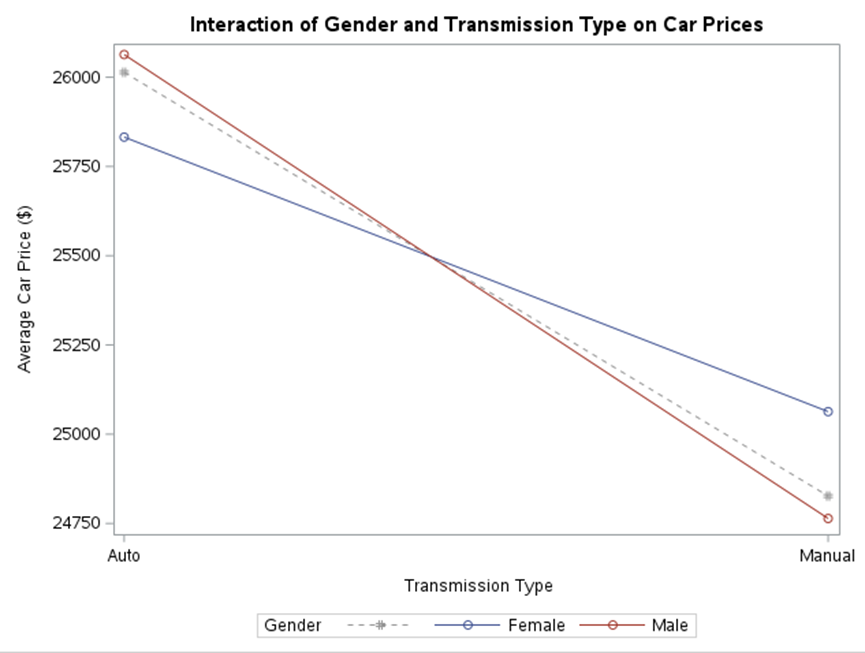 Interaction of Gender and Transmission Type on Car Prices
Average Car Price ($)
26000
25750
25500
25250
25000
24750
Auto Manual
Transmission Type
Gender Female Male